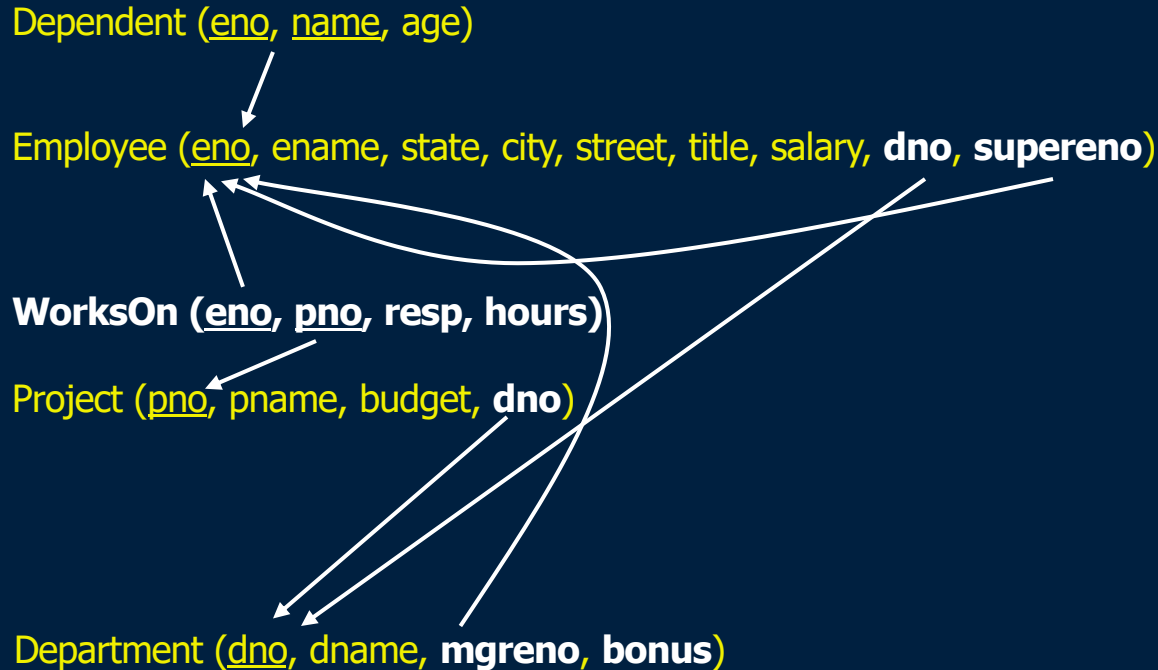 Dependent (eno, name, age)
Employee (eno, ename, state, city, street, title, salary, dno, supereno)
WorksOn (eno, pno, resp, hours)
Project (pno, pname, budget, dno)
Department (dno, dname, mgreno, bonus)